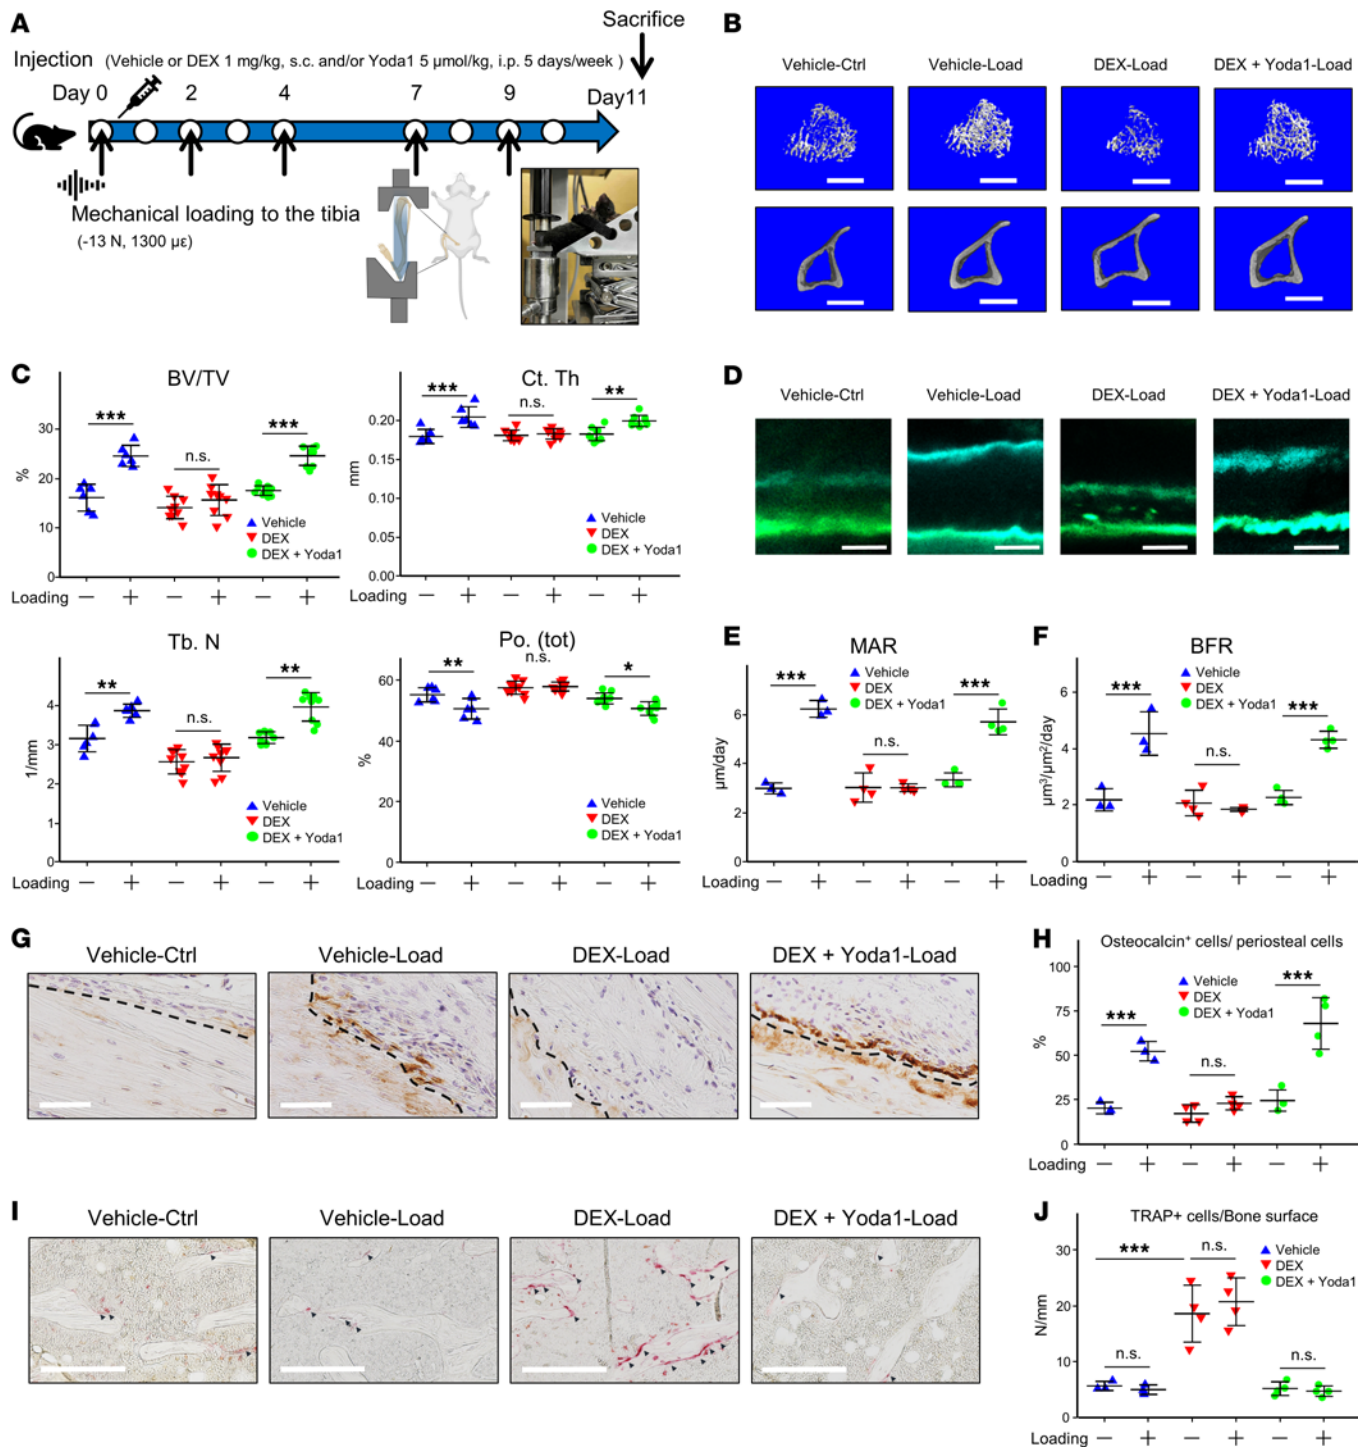 A
Sacrifice
Injection (Vehicle or DEX 1 mg/kg, s.c. and/or Yoda1 5 µmol/kg, i.p. 5 days/week )
Day 0 2 4 7 9 Day11
Mechanical loading to the tibia
(-13 N, 1300 µε)
B
Vehicle-Ctrl Vehicle-Load DEX-Load DEX + Yoda1-Load
C
BV/TV
***
n.s.
***
30
20
10
0
%
Vehicle
DEX
DEX + Yoda1
Loading − + − + − +
Ct. Th
***
n.s.
**
0.20
0.15
0.10
0.05
0.00
mm
Vehicle
DEX
DEX + Yoda1
− + − + − +
Tb. N
**
n.s.
**
4
3
2
1
0
1/mm
Vehicle
DEX
DEX + Yoda1
Loading − + − + − +
Po. (tot)
**
n.s.
*
60
40
20
0
%
Vehicle
DEX
DEX + Yoda1
− + − + − +
D
Vehicle-Ctrl Vehicle-Load DEX-Load DEX + Yoda1-Load
E
MAR
Vehicle
DEX
DEX + Yoda1
***
n.s.
***
6
4
2
0
µm/day
Loading − + − + − +
F
BFR
Vehicle
DEX
DEX + Yoda1
***
n.s.
***
6
4
2
0
µm³/µm²/day
Loading − + − + − +
G
Vehicle-Ctrl Vehicle-Load DEX-Load DEX + Yoda1-Load
H
Osteocalcin⁺ cells/ periosteal cells
Vehicle
DEX
DEX + Yoda1
***
n.s.
***
100
75
50
25
0
%
Loading − + − + − +
I
Vehicle-Ctrl Vehicle-Load DEX-Load DEX + Yoda1-Load
J
TRAP+ cells/Bone surface
Vehicle
DEX
DEX + Yoda1
***
n.s.
n.s.
n.s.
30
20
10
0
N/mm
Loading − + − + − +